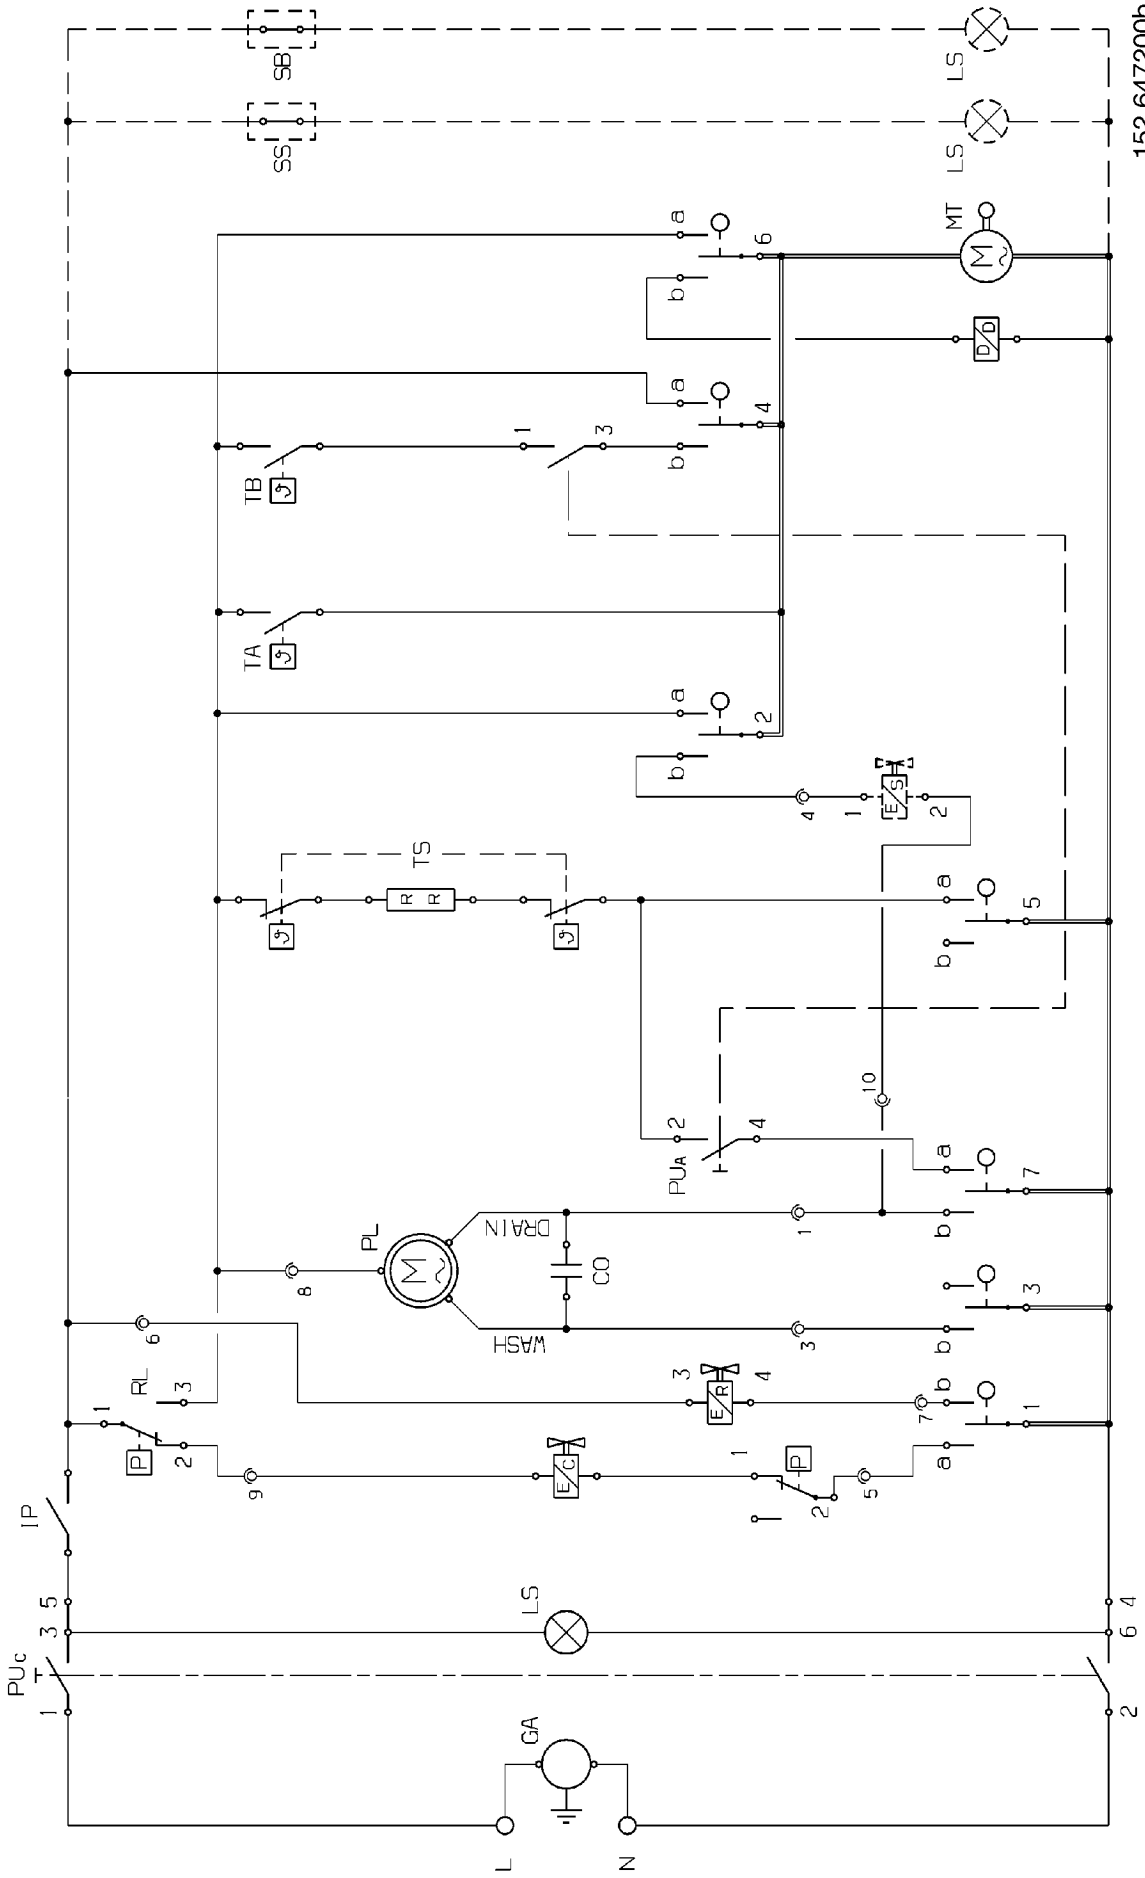 PUc
IP
1
3
5
1
RL
P
6
2
3
9
TA
TB
ϑ
ϑ
ϑ
SS
SB
8
PL
M
~
R R
TS
L
GA
LS
WASH
DRAIN
1
E C
ϑ
CO
3
N
3
PUA
2
b
a
b
a
b
a
E R
1
4
4
2
4
6
P
3
1
4
2
5
10
1
E S
7
2
a
b
b
b
a
b
a
LS
LS
MT
D D
M
~
1
3
7
5
2
6
4
152.647200b